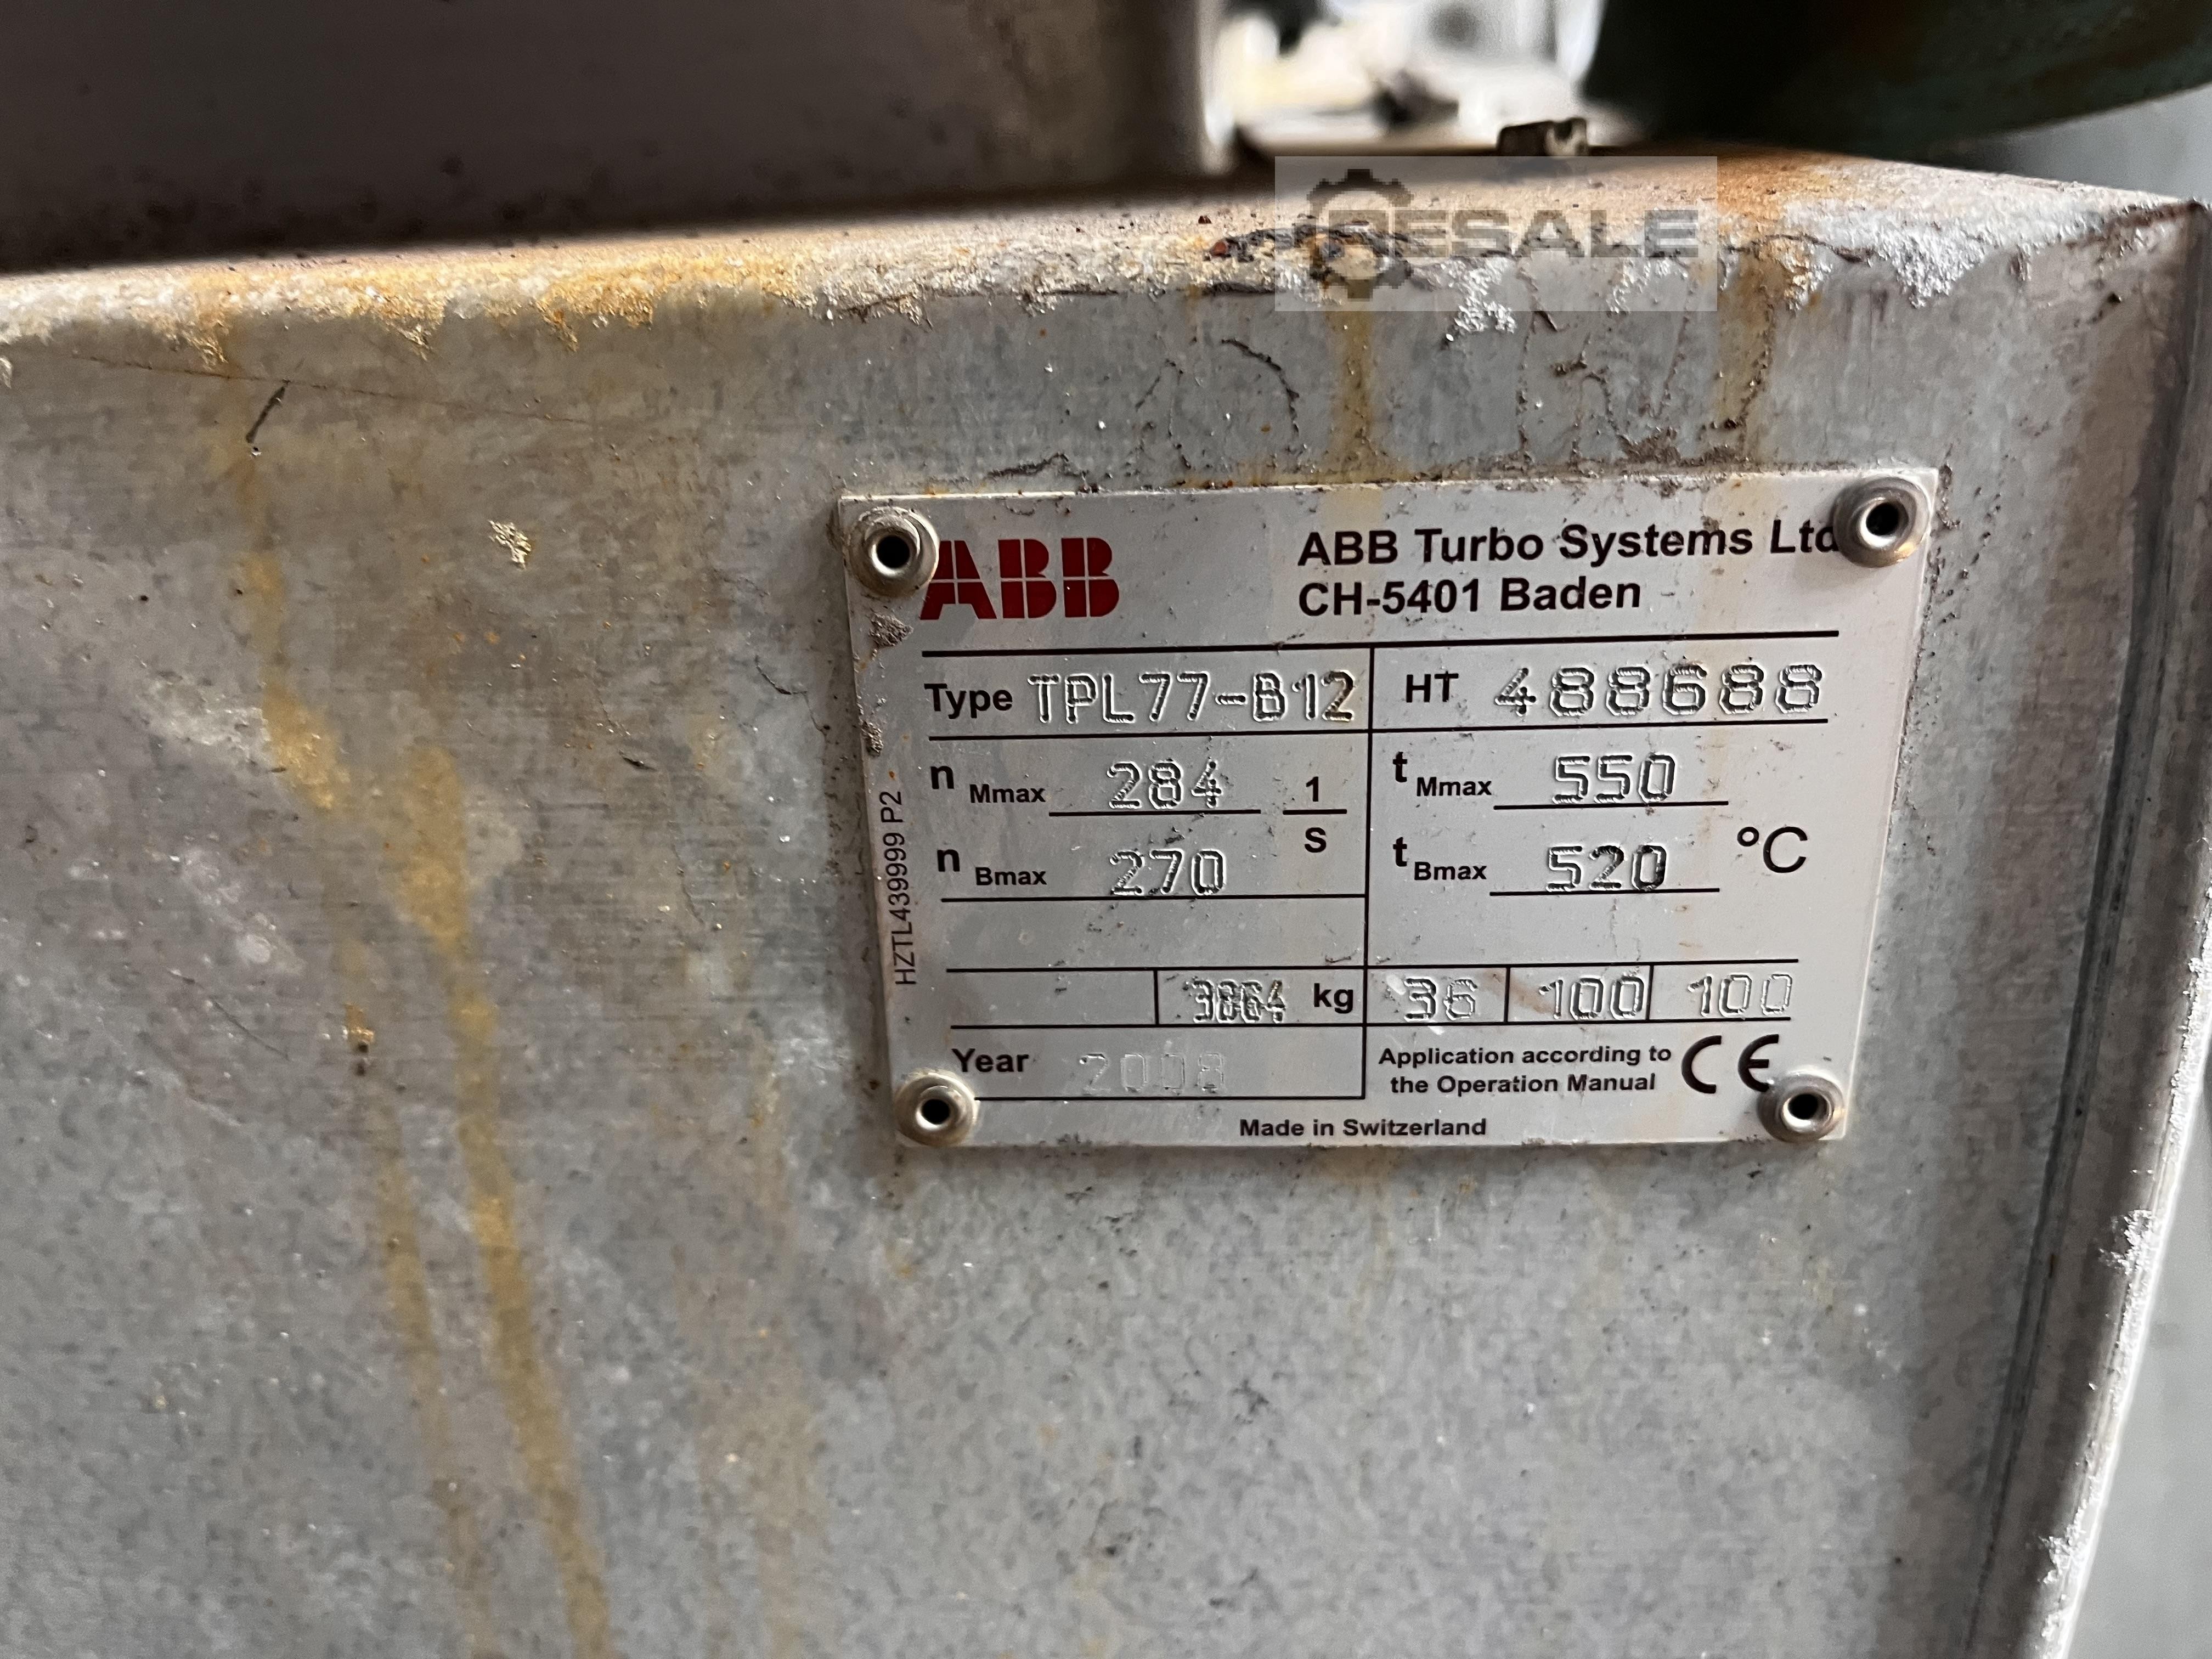 RESALE
ABB
ABB Turbo Systems Ltd
CH-5401 Baden
Type TPL77-B12 HT 488688
n Mmax 284 1/S t Mmax 550
n Bmax 270 t Bmax 520 °C
3864 kg 36 100 100
Year 2008 Application according to
the Operation Manual CE
Made in Switzerland
HZTL439999 P2